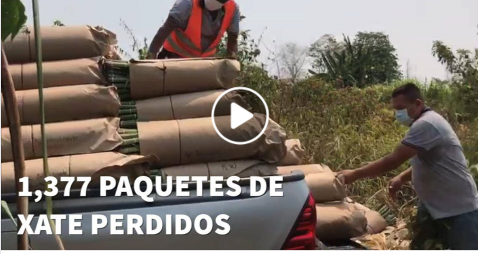 1,377 PAQUETES DE
XATE PERDIDOS